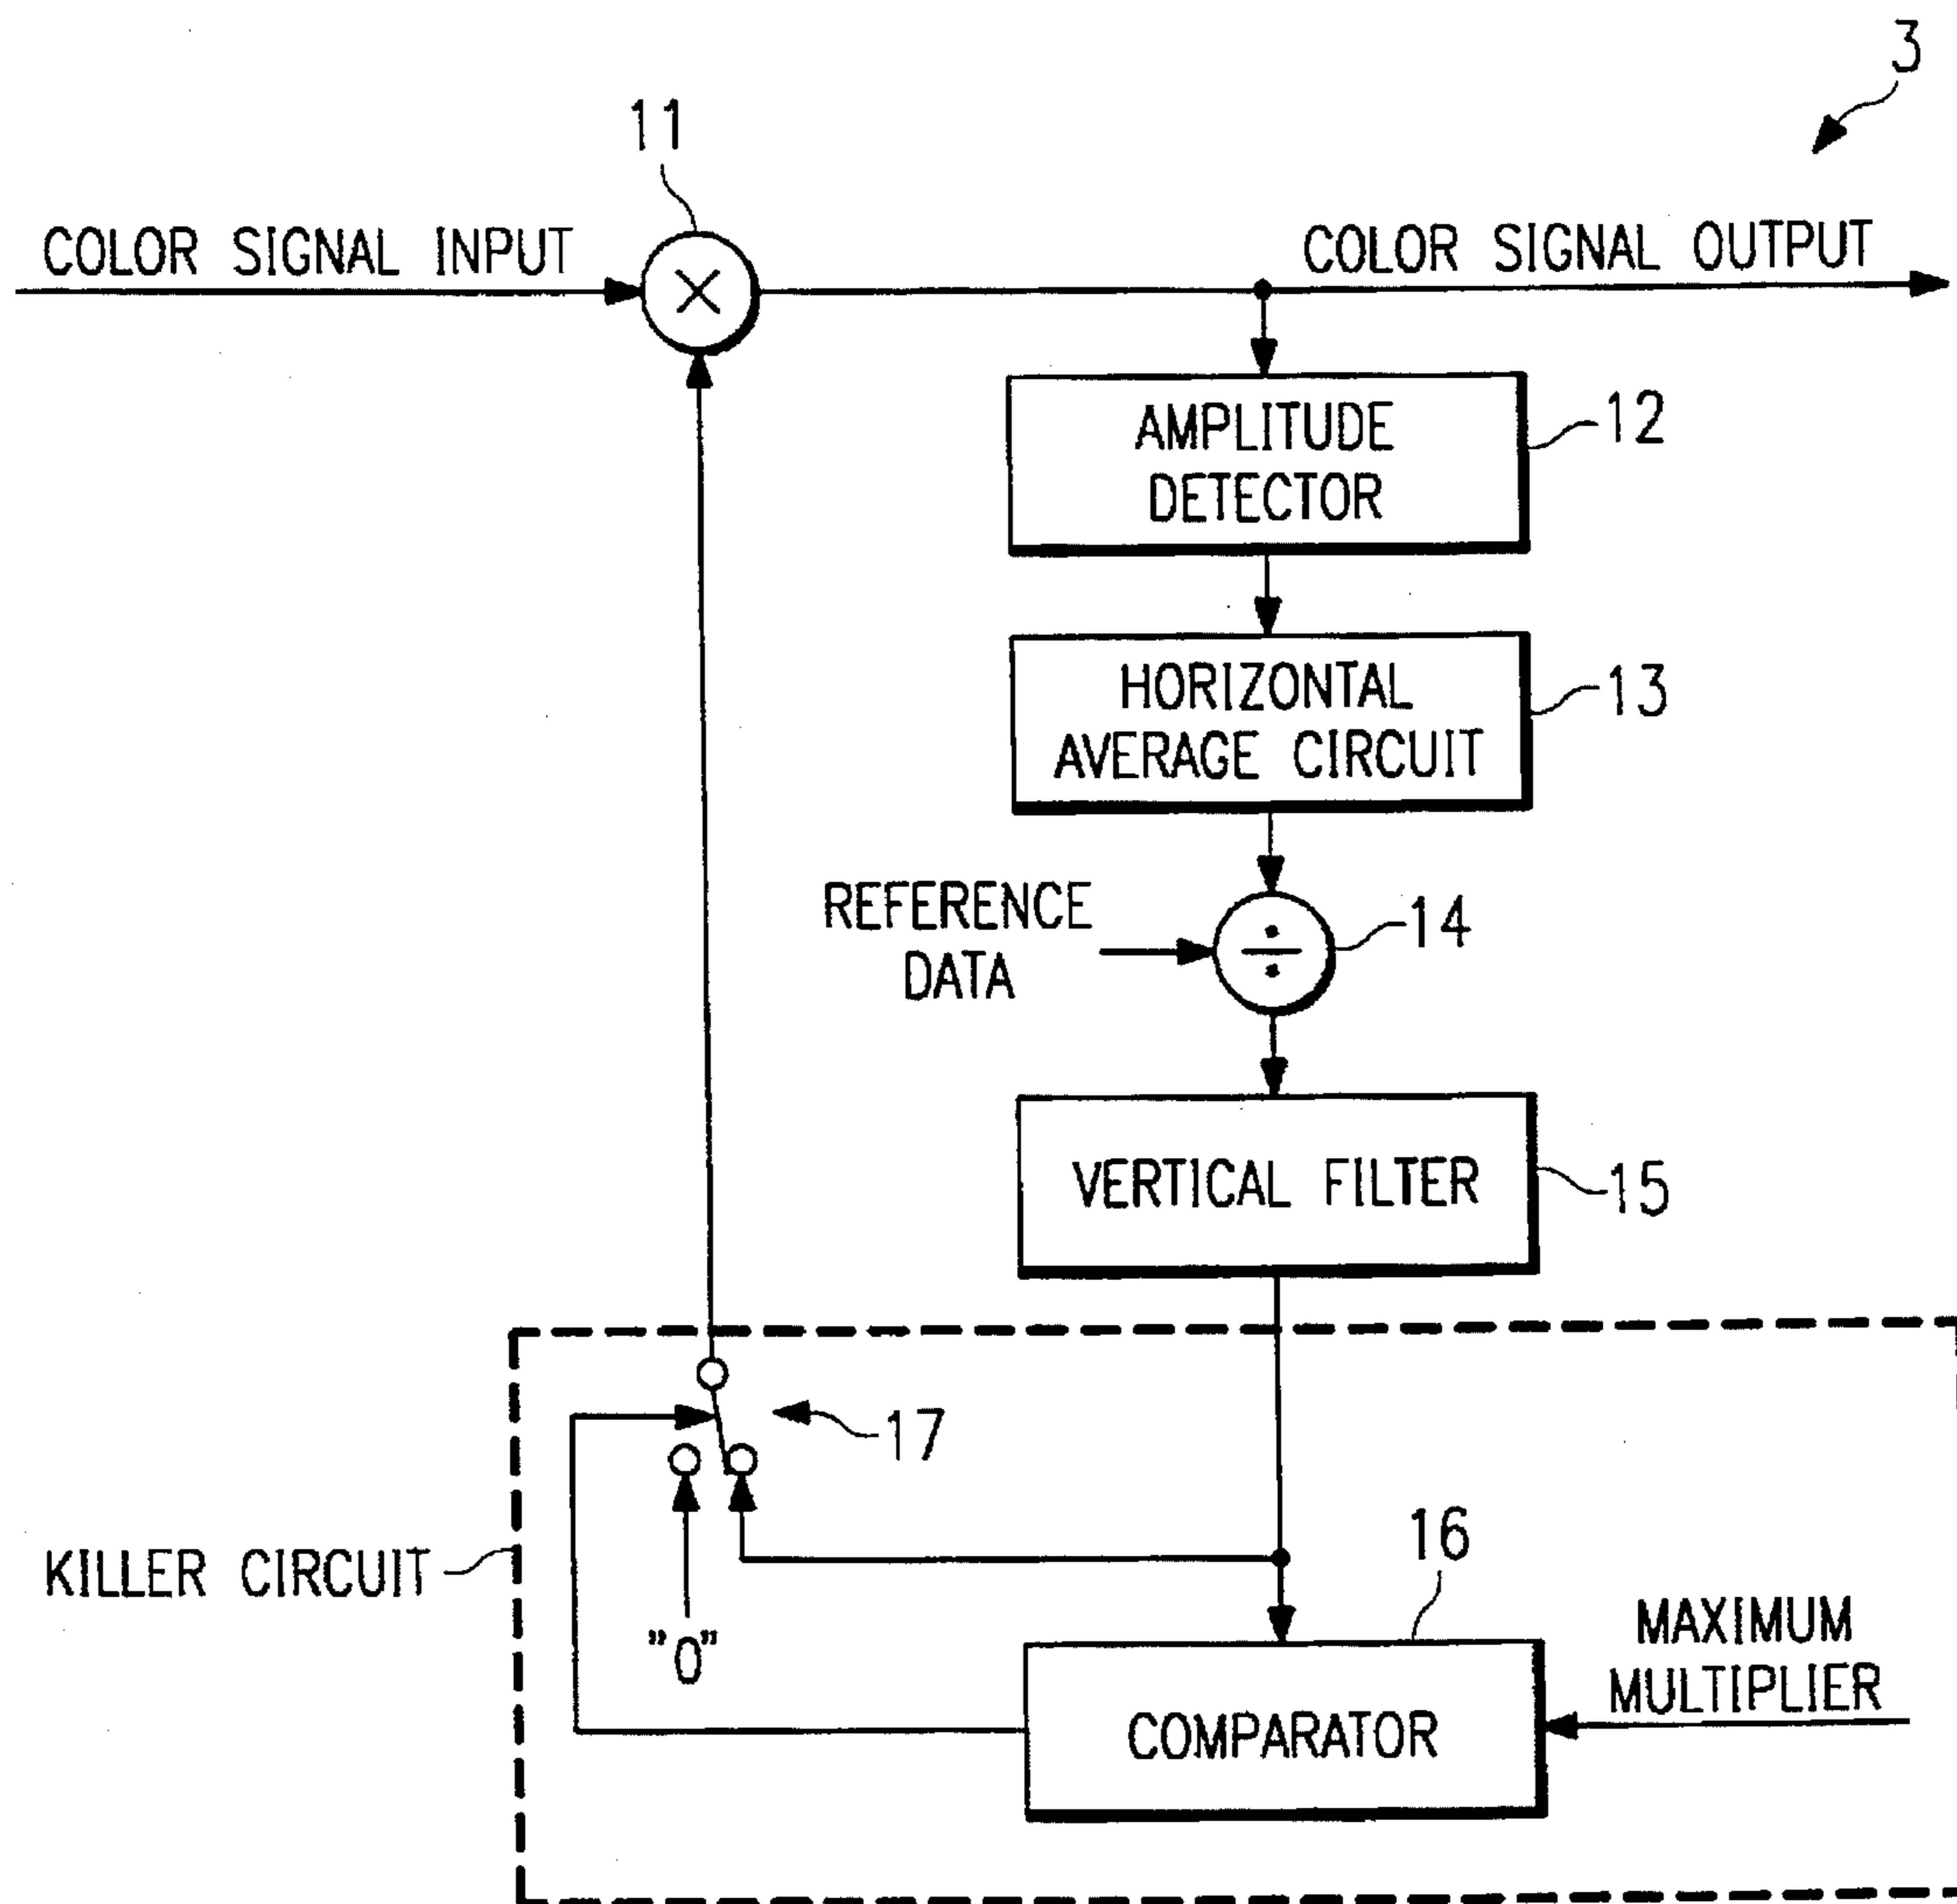 3
11
COLOR SIGNAL INPUT
COLOR SIGNAL OUTPUT
AMPLITUDE
DETECTOR
12
HORIZONTAL
AVERAGE CIRCUIT
13
REFERENCE
DATA
14
VERTICAL FILTER
15
17
KILLER CIRCUIT
"0"
16
MAXIMUM
MULTIPLIER
COMPARATOR